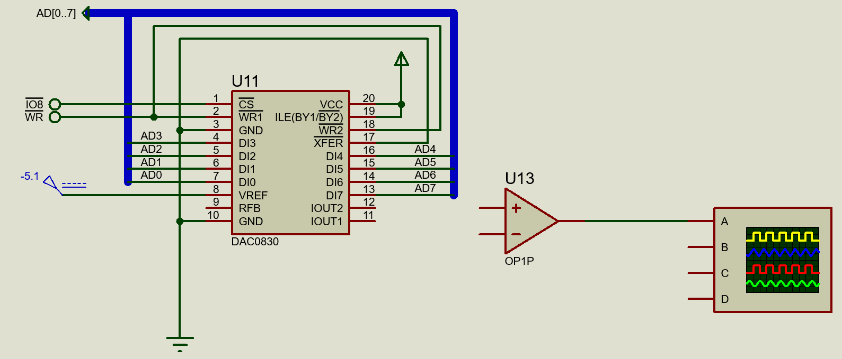 AD[0..7]
U11
IO8
WR
1 CS VCC 20
2 WR1 ILE(BY1/BY2) 19
3 GND WR2 18
AD3 4 DI3 XFER 17
AD2 5 DI2 DI4 16 AD4
AD1 6 DI1 DI5 15 AD5
AD0 7 DI0 DI6 14 AD6
-5.1 8 VREF DI7 13 AD7
9 RFB IOUT2 12
10 GND IOUT1 11
DAC0830
U13
+
−
OP1P
A
B
C
D